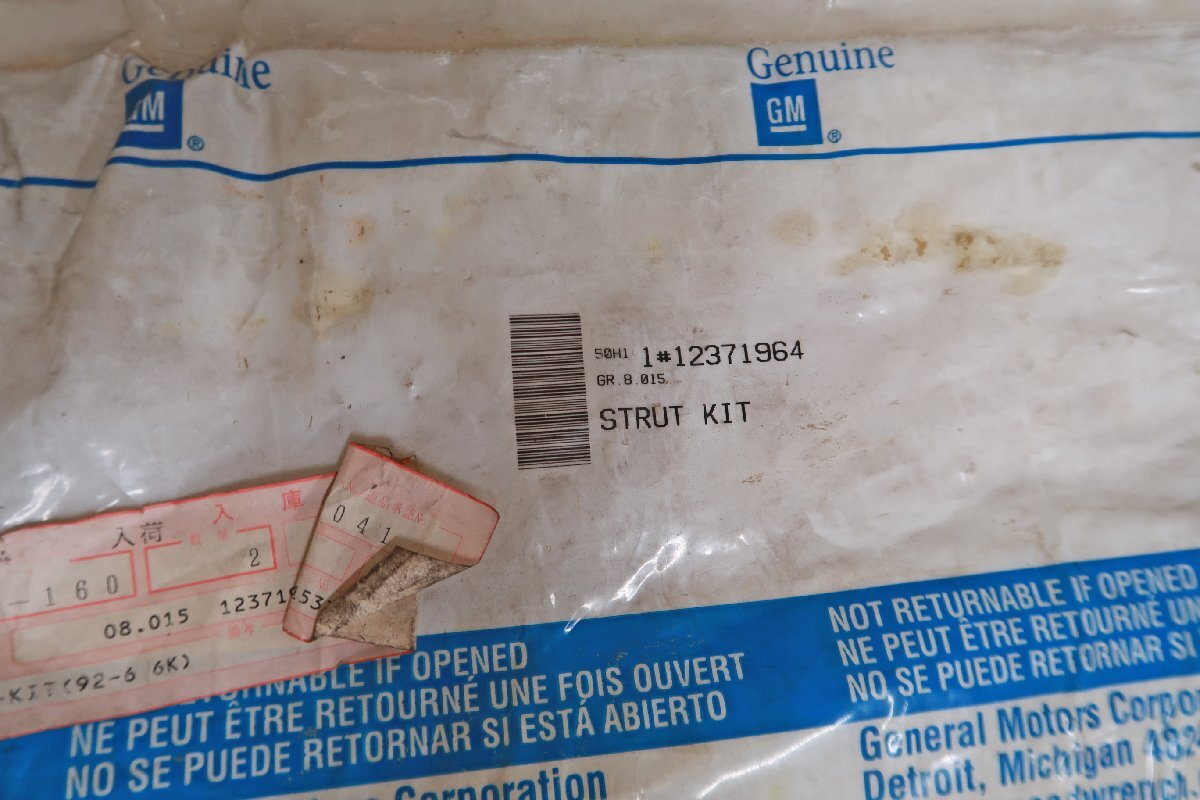 Genuine
GM ®
Genuine
GM ®
50H1 1#12371964
GR.8.015
STRUT KIT
入荷 入 庫
041
-160 2
08.015 1237195
-KIT(92-6 6K)
IF OPENED
NE PEUT ÊTRE RETOURNÉ UNE FOIS OUVERT
NO SE PUEDE RETORNAR SI ESTÁ ABIERTO
Corporation
NOT RETURNABLE IF OPENED
NE PEUT ÊTRE RETOURNÉ
NO SE PUEDE RETORNAR SI
General Motors Corpo
Detroit, Michigan 482